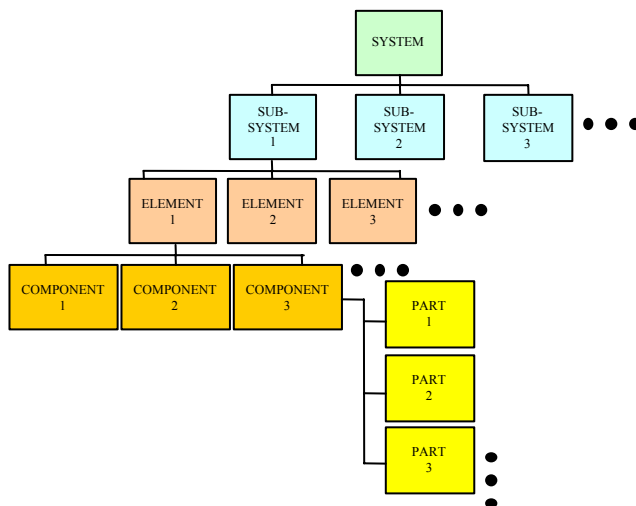 SYSTEM
SUB-
SYSTEM
1
SUB-
SYSTEM
2
SUB-
SYSTEM
3
ELEMENT
1
ELEMENT
2
ELEMENT
3
COMPONENT
1
COMPONENT
2
COMPONENT
3
PART
1
PART
2
PART
3